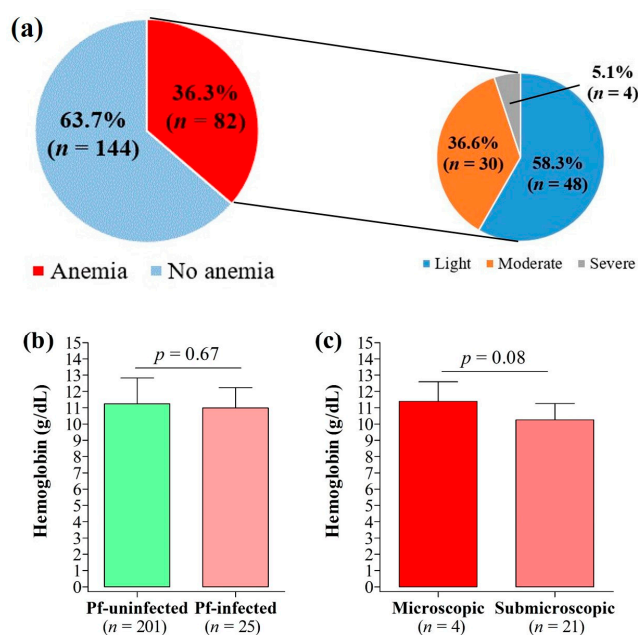 (a)
63.7%
(n = 144)
36.3%
(n = 82)
Anemia
No anemia
5.1%
(n = 4)
36.6%
(n = 30)
58.3%
(n = 48)
Light
Moderate
Severe
(b)
Hemoglobin (g/dL)
15
14
13
12
11
10
9
8
7
6
5
4
3
2
1
0
p = 0.67
Pf-uninfected
(n = 201)
Pf-infected
(n = 25)
(c)
Hemoglobin (g/dL)
15
14
13
12
11
10
9
8
7
6
5
4
3
2
1
0
p = 0.08
Microscopic
(n = 4)
Submicroscopic
(n = 21)